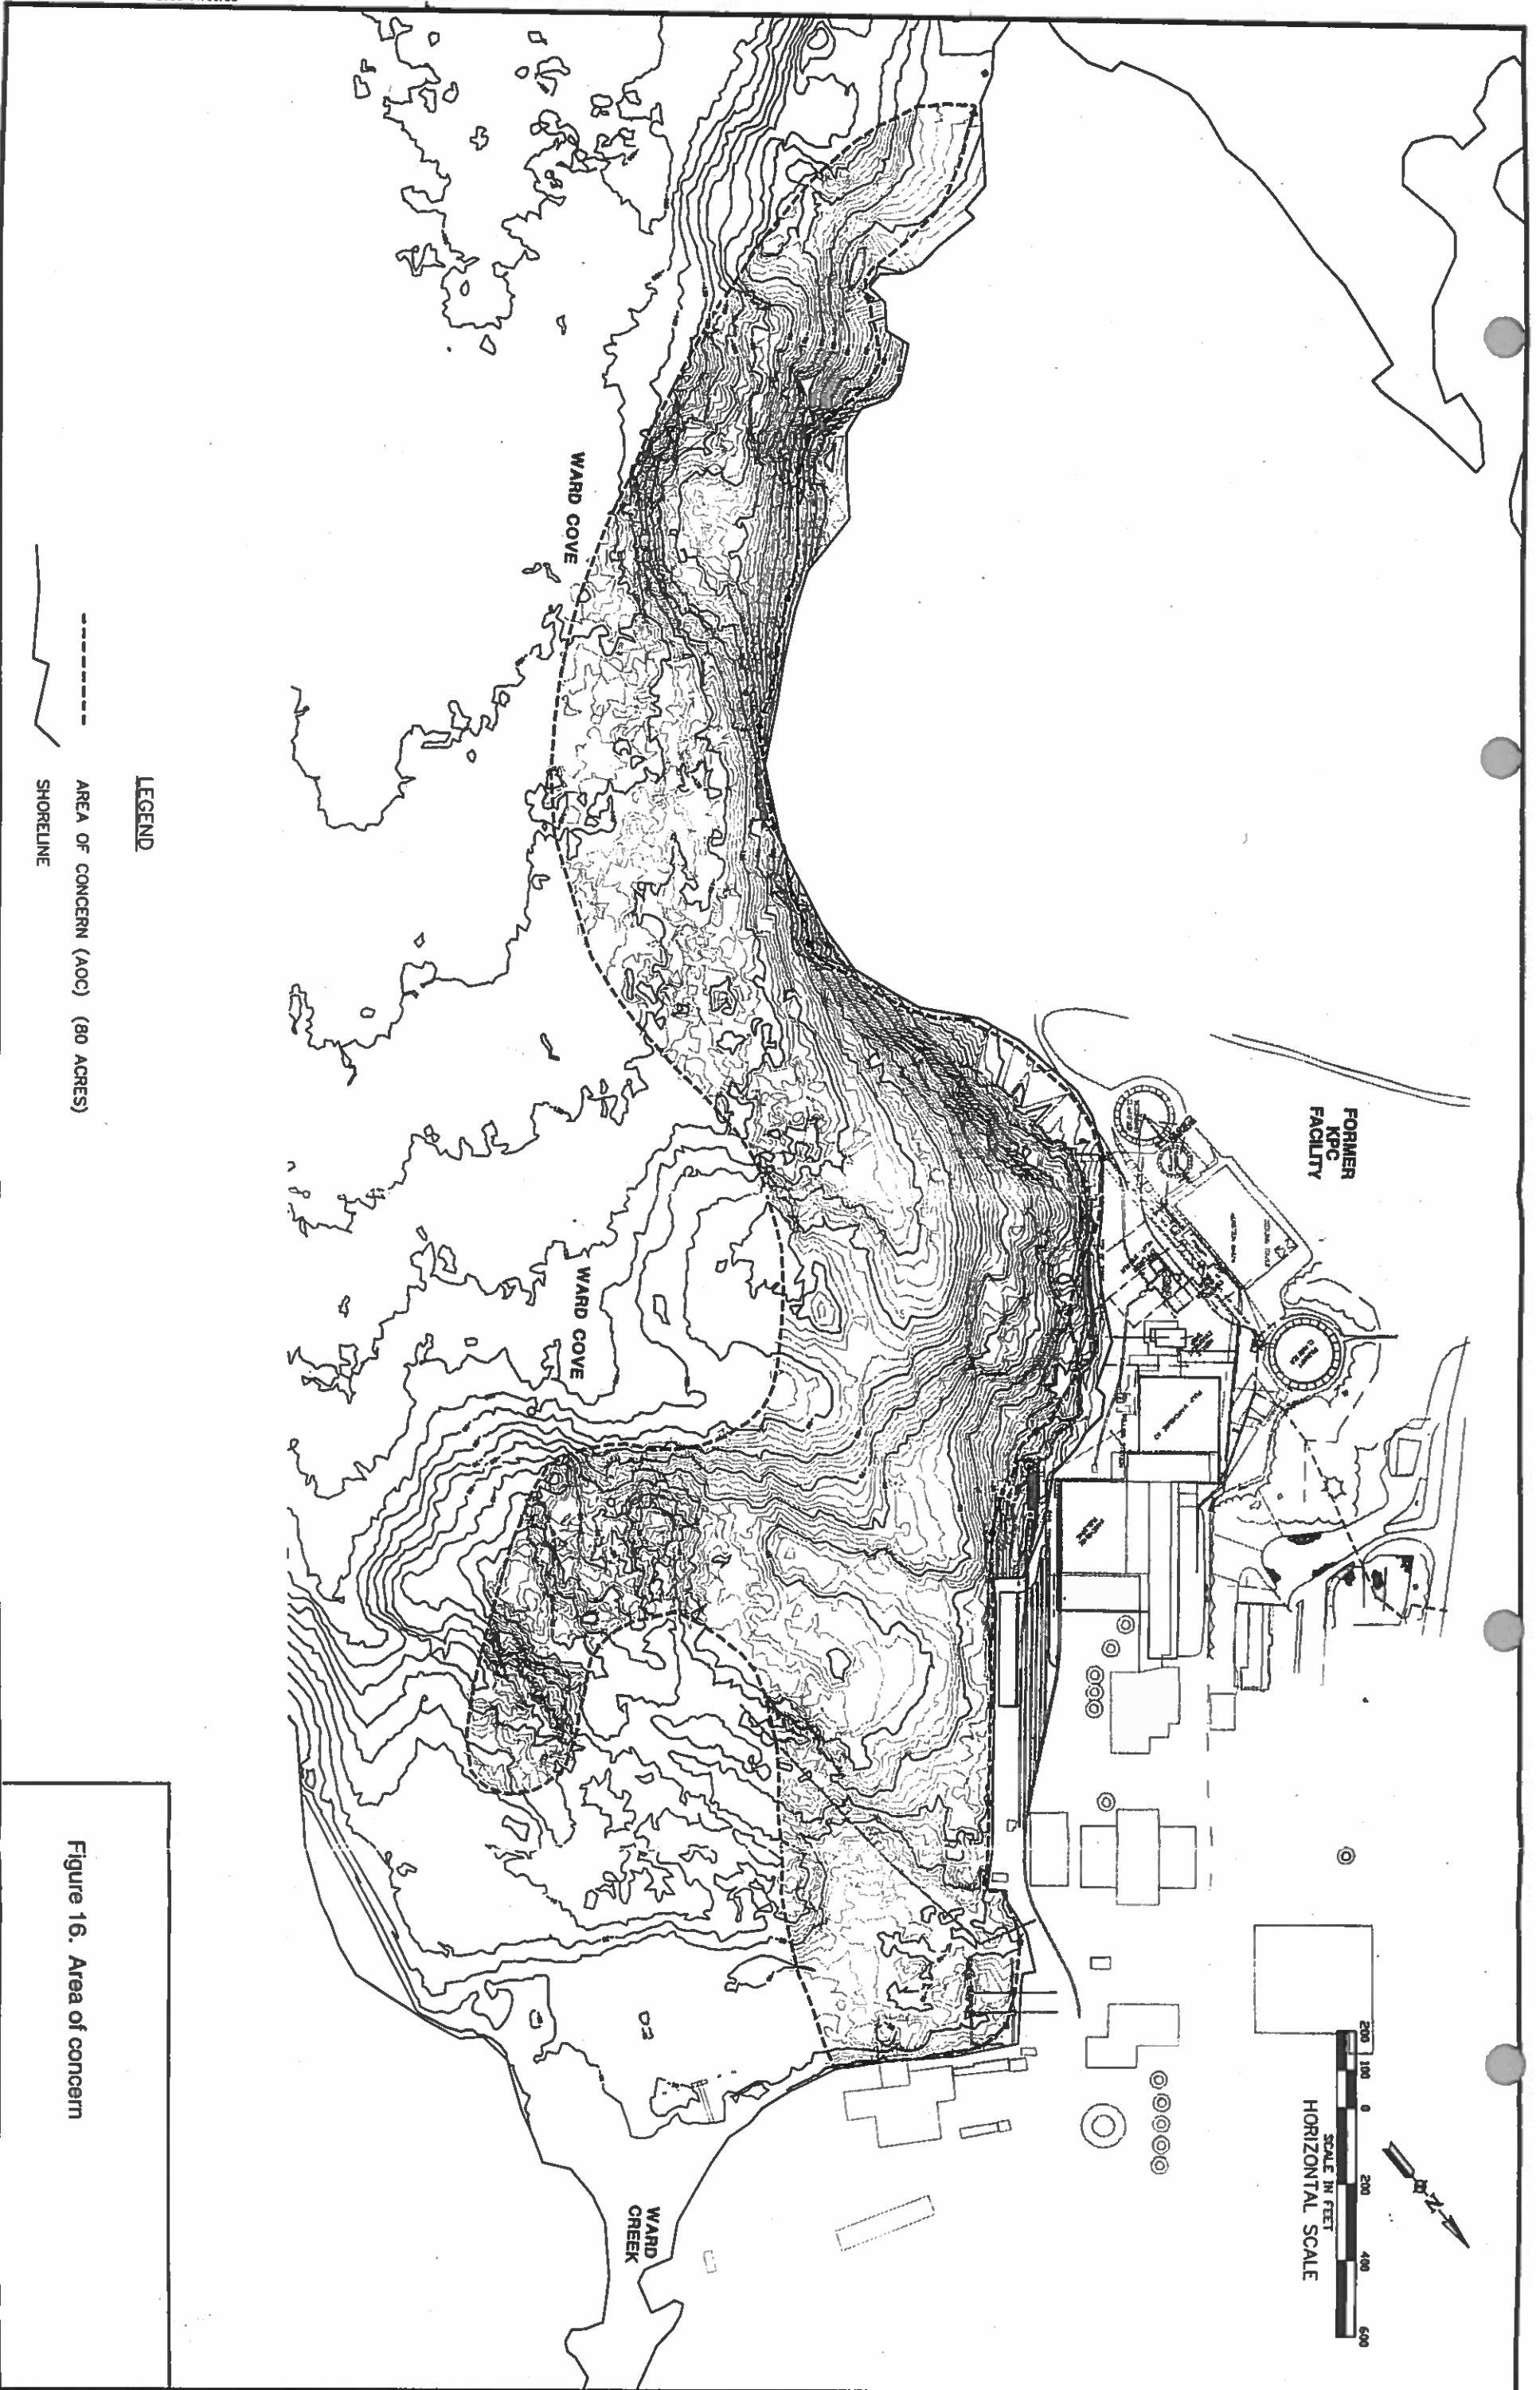 FORMER
KPC
FACILITY
WARD COVE
WARD COVE
WARD
CREEK
N
200 100 0 200 400 600
SCALE IN FEET
HORIZONTAL SCALE
LEGEND
AREA OF CONCERN (AOC) (80 ACRES)
SHORELINE
Figure 16. Area of concern